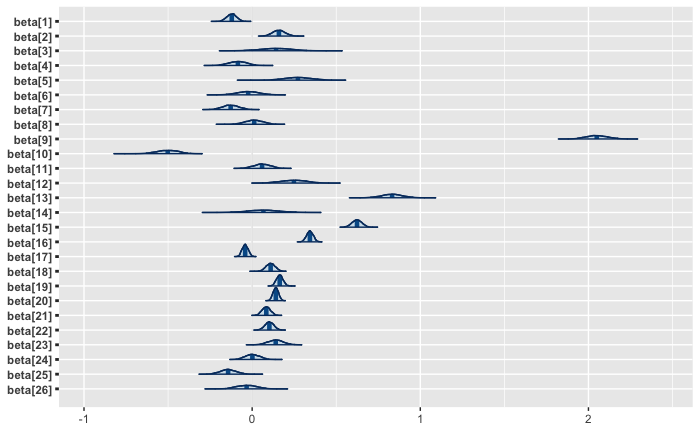 beta[1]
beta[2]
beta[3]
beta[4]
beta[5]
beta[6]
beta[7]
beta[8]
beta[9]
beta[10]
beta[11]
beta[12]
beta[13]
beta[14]
beta[15]
beta[16]
beta[17]
beta[18]
beta[19]
beta[20]
beta[21]
beta[22]
beta[23]
beta[24]
beta[25]
beta[26]
-1 0 1 2